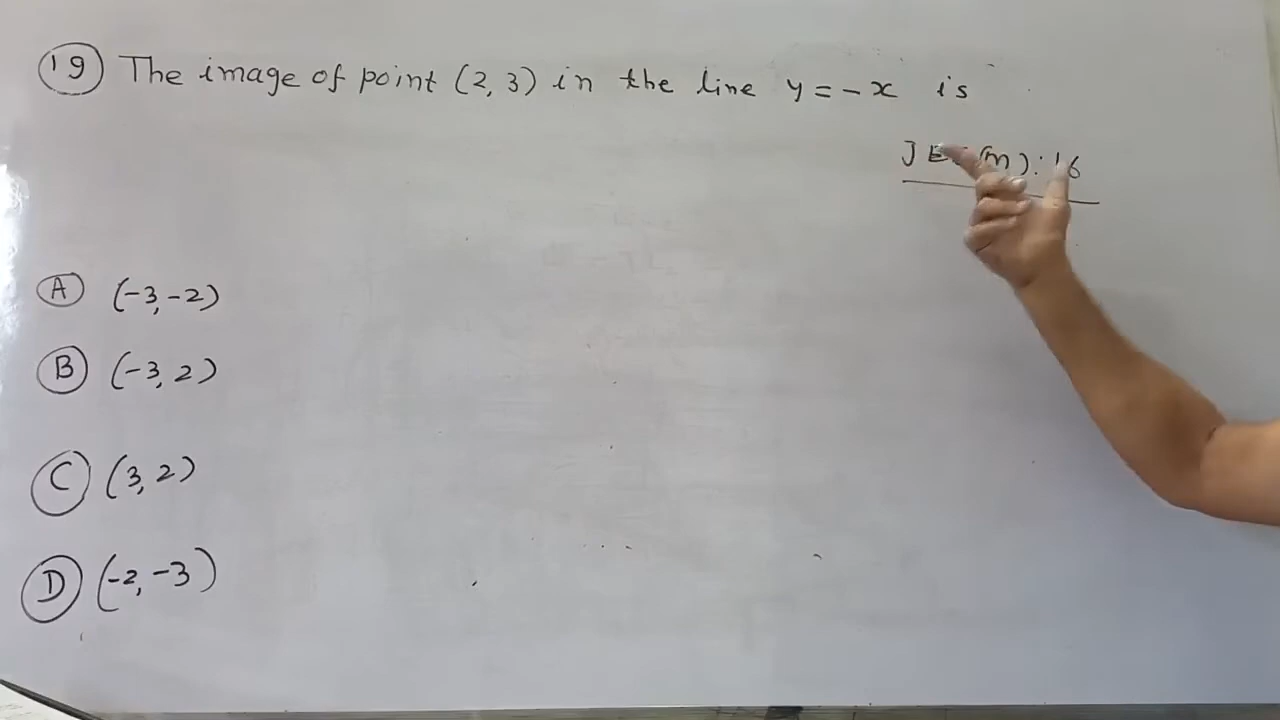 19 The image of point (2, 3) in the line y = - x is
(M): 16
A (-3, -2)
B (-3, 2)
C (3, 2)
D (-2, -3)